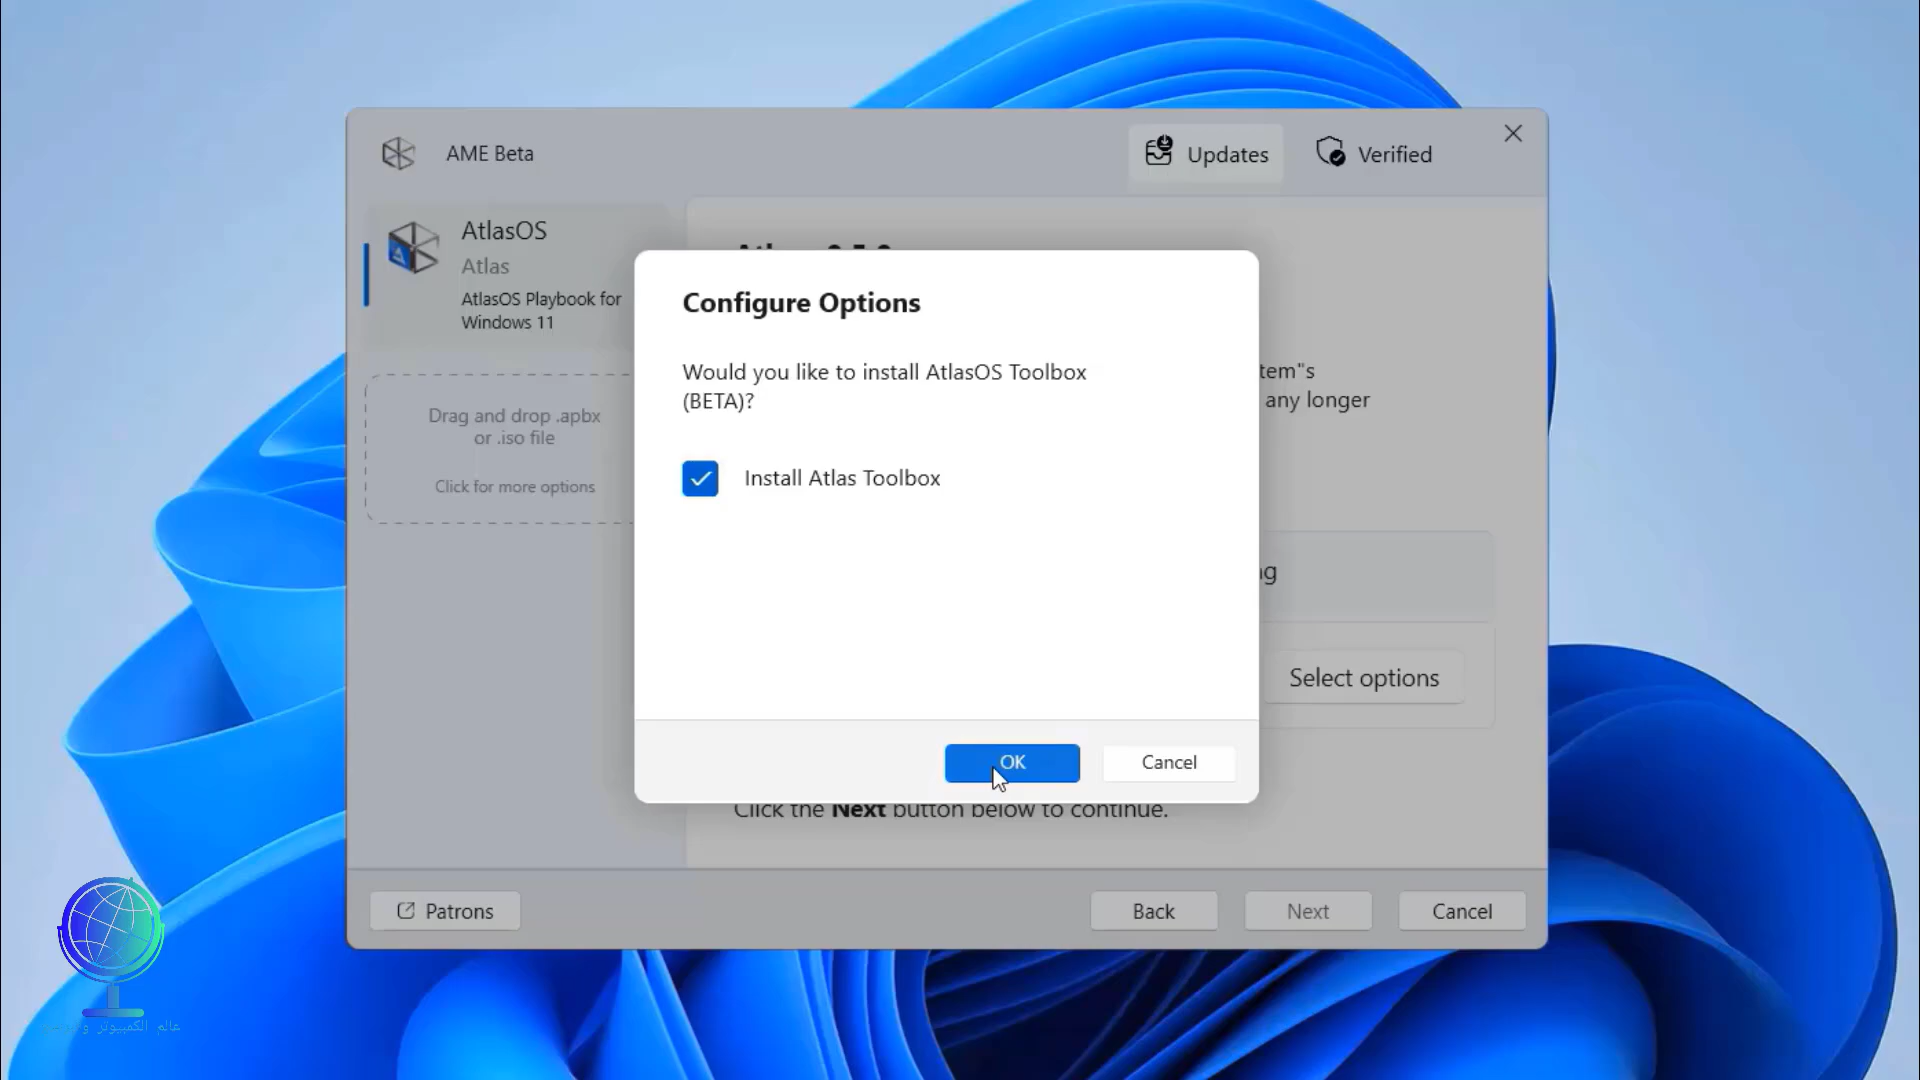 AME Beta
Updates
Verified
AtlasOS
Atlas
AtlasOS Playbook for
Windows 11
Drag and drop .apbx
or .iso file
Click for more options
Configure Options
Would you like to install AtlasOS Toolbox
(BETA)?
Install Atlas Toolbox
OK
Cancel
tem"s
any longer
Select options
Click the Next button below to continue.
Patrons
Back
Next
Cancel
عالم الكمبيوتر